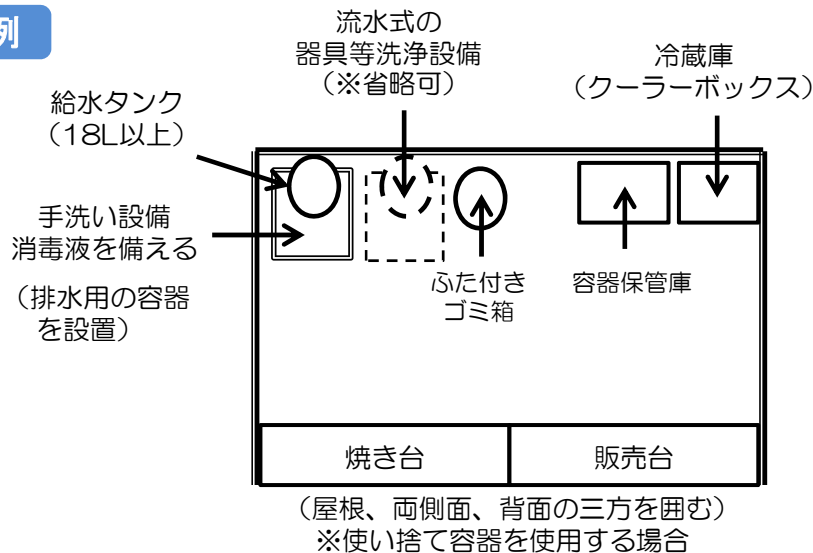 例
流水式の
器具等洗浄設備
（※省略可）
冷蔵庫
（クーラーボックス）
給水タンク
（18L以上）
手洗い設備
消毒液を備える
（排水用の容器
を設置）
ふた付き
ゴミ箱
容器保管庫
焼き台
販売台
（屋根、両側面、背面の三方を囲む）
※使い捨て容器を使用する場合